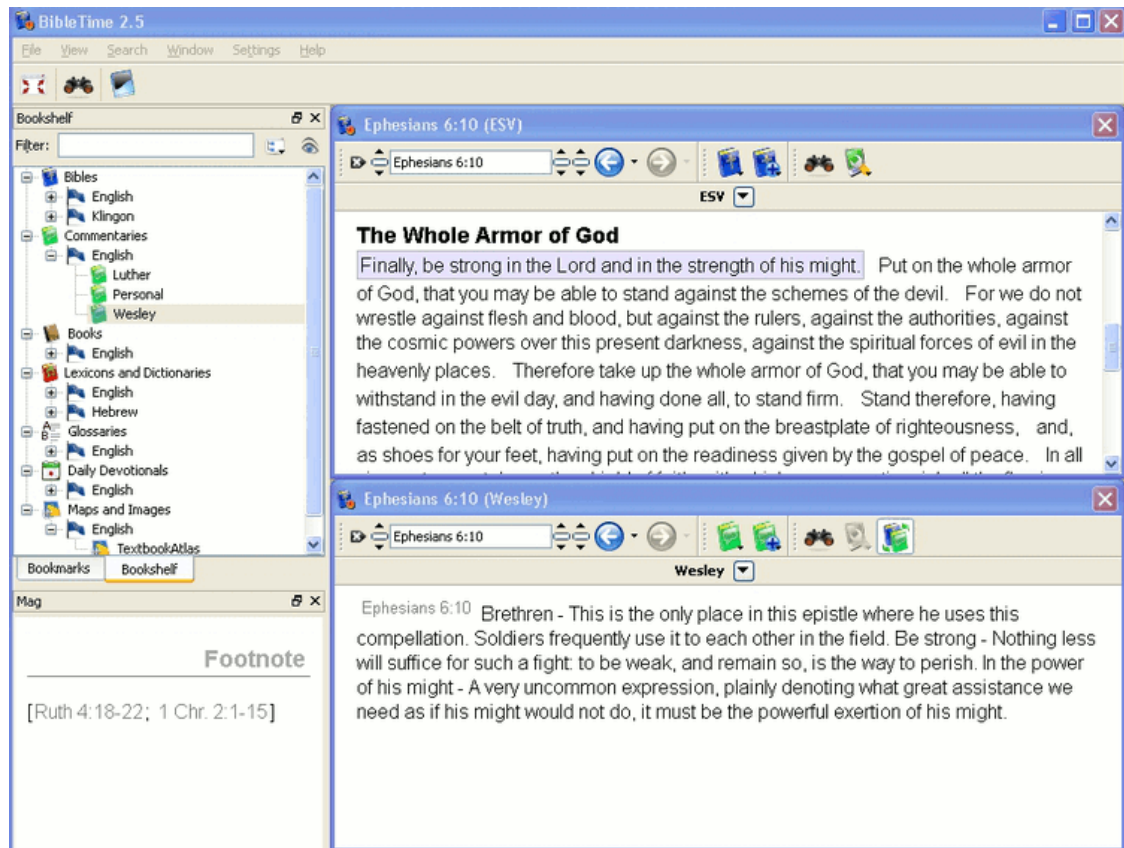 BibleTime 2.5
File View Search Window Settings Help
Bookshelf
Filter:
Bibles
English
Klingon
Commentaries
English
Luther
Personal
Wesley
Books
English
Lexicons and Dictionaries
English
Hebrew
Glossaries
English
Daily Devotionals
English
Maps and Images
English
TextbookAtlas
Bookmarks Bookshelf
Mag
Footnote
[Ruth 4:18-22; 1 Chr. 2:1-15]
Ephesians 6:10 (ESV)
Ephesians 6:10
ESV
The Whole Armor of God
Finally, be strong in the Lord and in the strength of his might. Put on the whole armor
of God, that you may be able to stand against the schemes of the devil. For we do not
wrestle against flesh and blood, but against the rulers, against the authorities, against
the cosmic powers over this present darkness, against the spiritual forces of evil in the
heavenly places. Therefore take up the whole armor of God, that you may be able to
withstand in the evil day, and having done all, to stand firm. Stand therefore, having
fastened on the belt of truth, and having put on the breastplate of righteousness, and,
as shoes for your feet, having put on the readiness given by the gospel of peace. In all
Ephesians 6:10 (Wesley)
Ephesians 6:10
Wesley
Ephesians 6:10 Brethren - This is the only place in this epistle where he uses this
compellation. Soldiers frequently use it to each other in the field. Be strong - Nothing less
will suffice for such a fight: to be weak, and remain so, is the way to perish. In the power
of his might - A very uncommon expression, plainly denoting what great assistance we
need as if his might would not do, it must be the powerful exertion of his might.